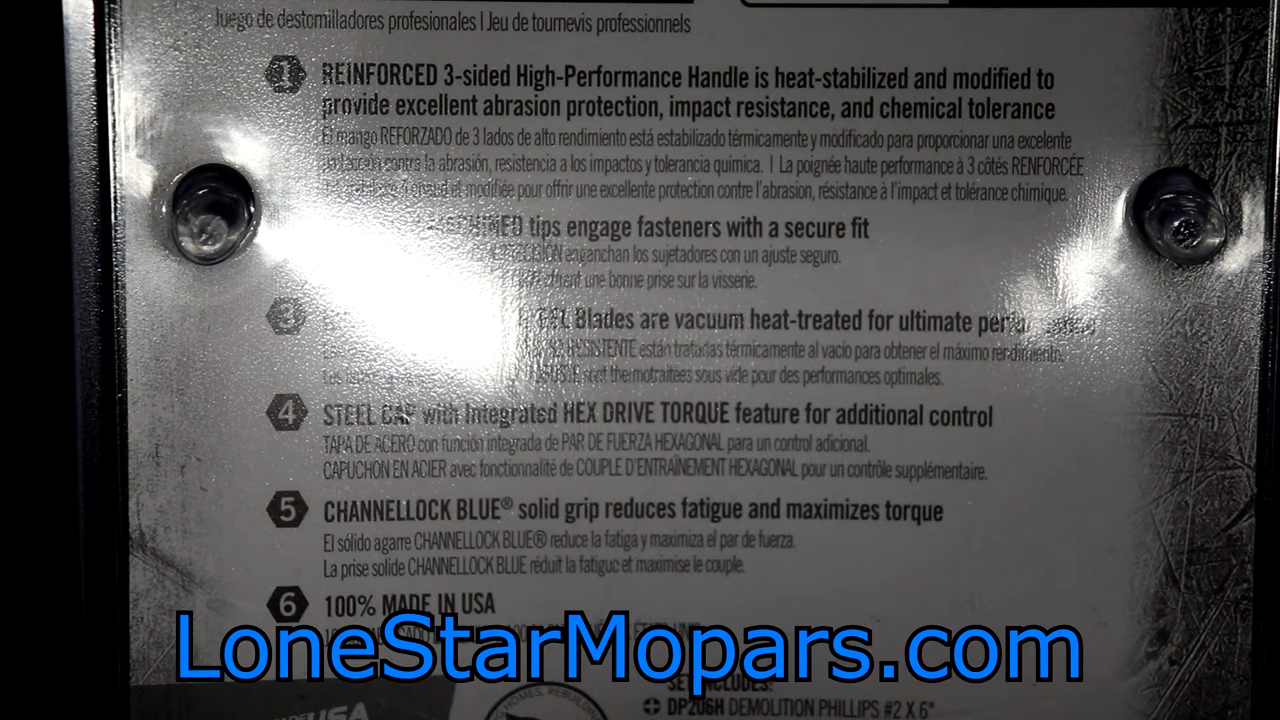 Juego de destornilladores profesionales | Jeu de tournevis professionnels
1 REINFORCED 3-sided High-Performance Handle is heat-stabilized and modified to
provide excellent abrasion protection, impact resistance, and chemical tolerance
El mango REFORZADO de 3 lados de alto rendimiento está estabilizado térmicamente y modificado para proporcionar una excelente
contra la abrasión, resistencia a los impactos y tolerancia química. | La poignée haute performance à 3 côtés RENFORCÉE
et modifiée pour offrir une excellente protection contre l'abrasion, résistance à l'impact et tolérance chimique.
tips engage fasteners with a secure fit
enganchan los sujetadores con un ajuste seguro.
une bonne prise sur la visserie.
3 Blades are vacuum heat-treated for ultimate
RESISTENTE están tratadas térmicamente al vacío para obtener el máximo rendimiento.
sont thermotraitées sous vide pour des performances optimales.
4 STEEL CAP with Integrated HEX DRIVE TORQUE feature for additional control
TAPA DE ACERO con función integrada de PAR DE FUERZA HEXAGONAL para un control adicional.
CAPUCHON EN ACIER avec fonctionnalité de COUPLE D'ENTRAÎNEMENT HEXAGONAL pour un contrôle supplémentaire.
5 CHANNELLOCK BLUE® solid grip reduces fatigue and maximizes torque
El sólido agarre CHANNELLOCK BLUE® reduce la fatiga y maximiza el par de fuerza.
La prise solide CHANNELLOCK BLUE réduit la fatigue et maximise le couple.
6 100% MADE IN USA
LoneStarMopars.com
SET INCLUDES:
DP206H DEMOLITION PHILLIPS #2 X 6"
USA
HOMES, REBUILDING